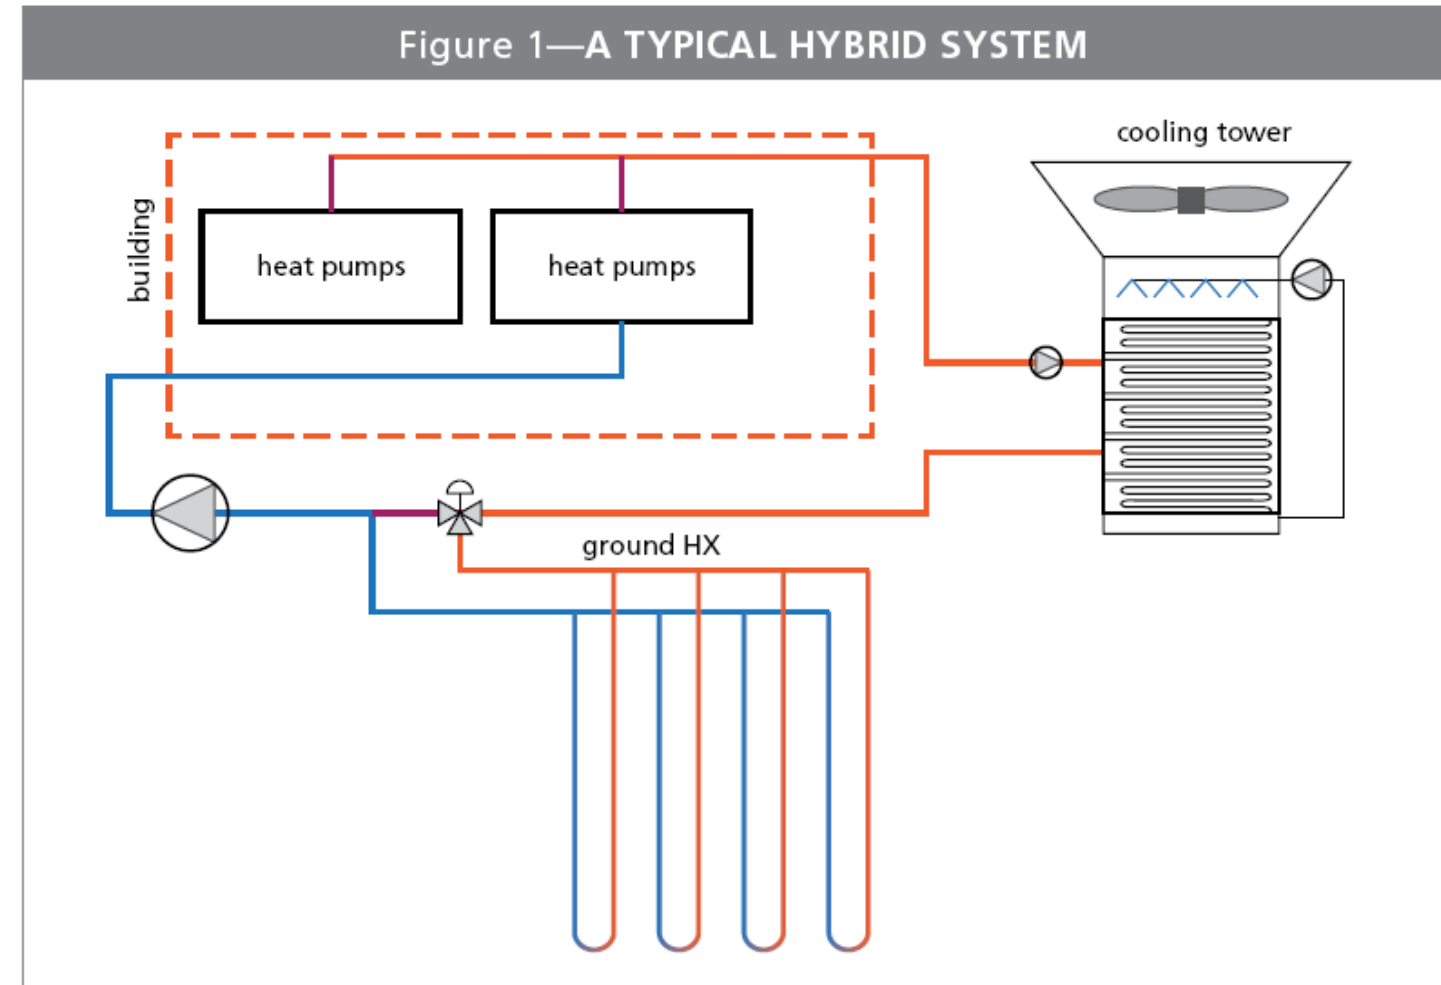 Figure 1—A TYPICAL HYBRID SYSTEM
cooling tower
building
heat pumps
heat pumps
ground HX